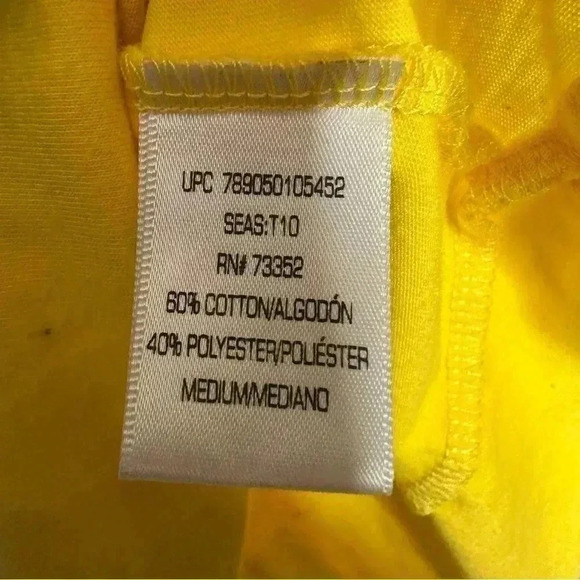 UPC 789050105452
SEAS:T10
RN# 73352
60% COTTON/ALGODÓN
40% POLYESTER/POLIÉSTER
MEDIUM/MEDIANO